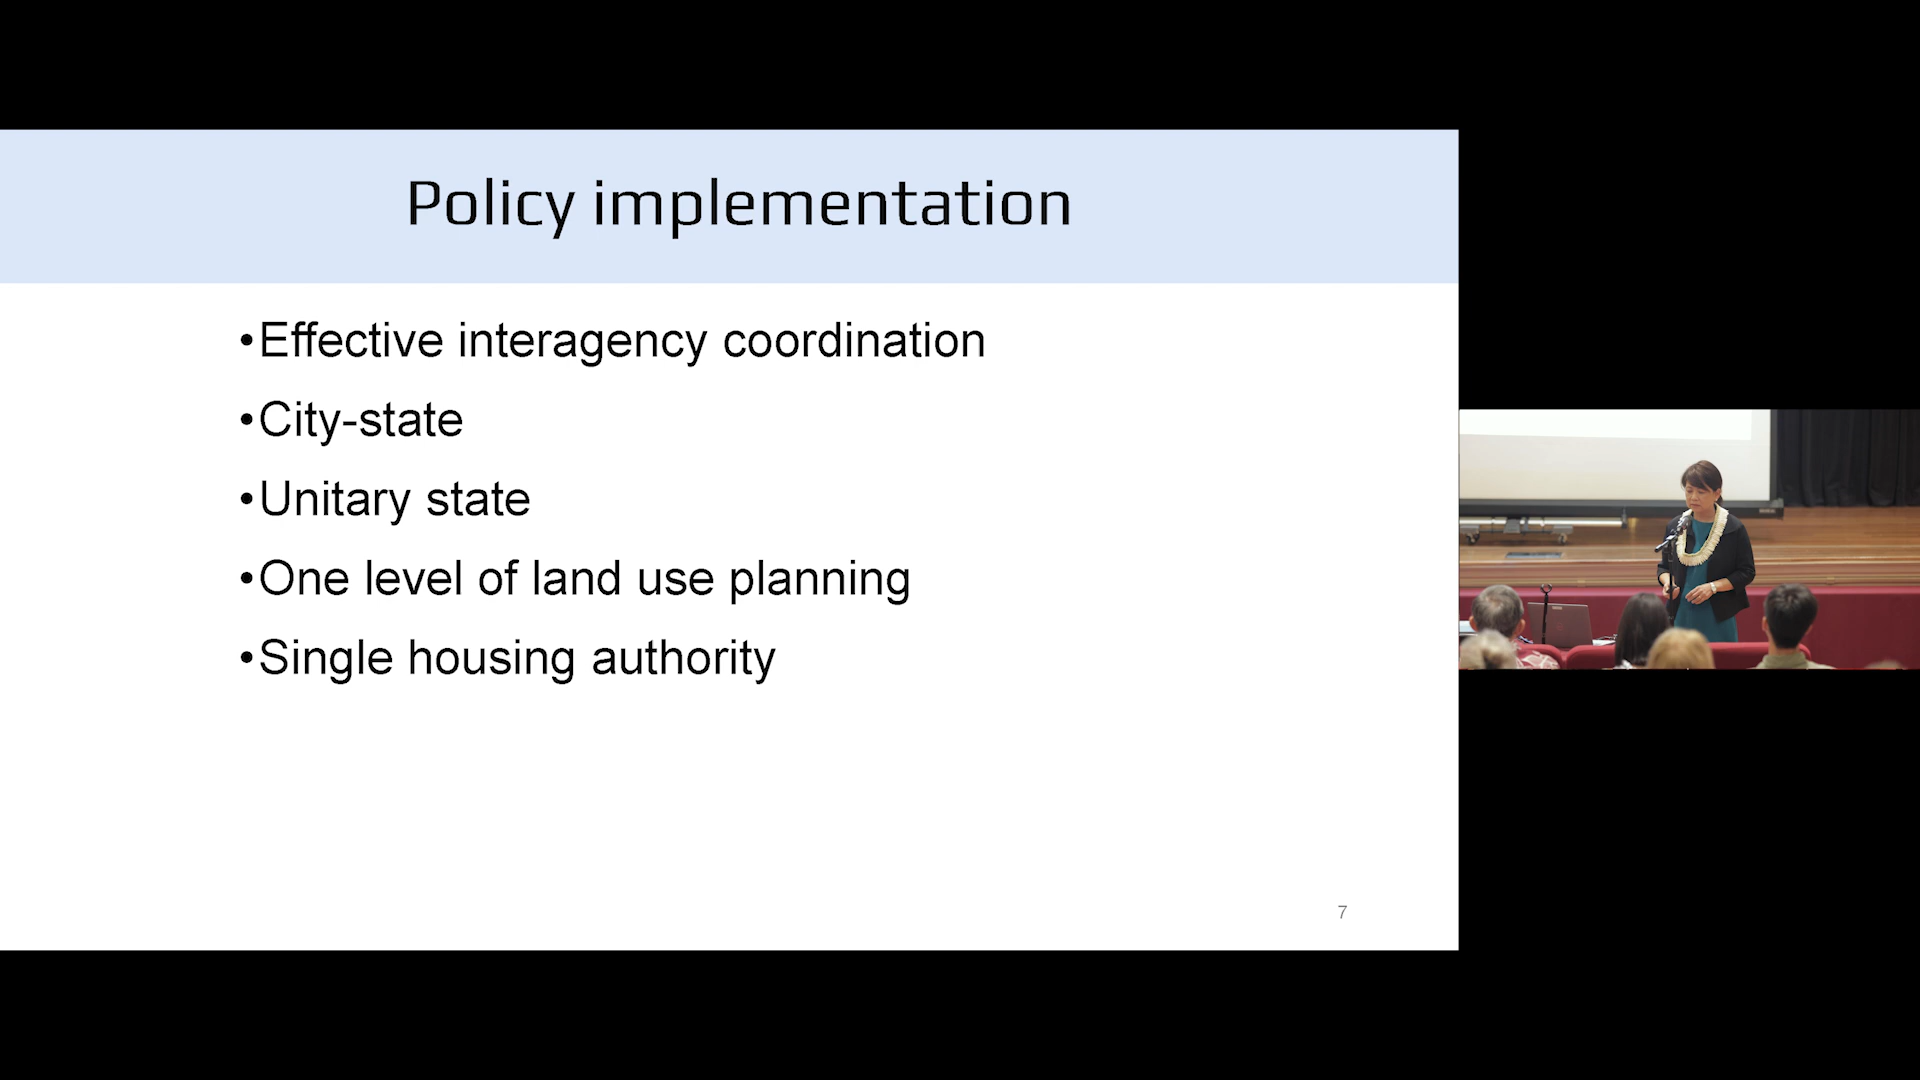 Policy implementation
•Effective interagency coordination
•City-state
•Unitary state
•One level of land use planning
•Single housing authority
7